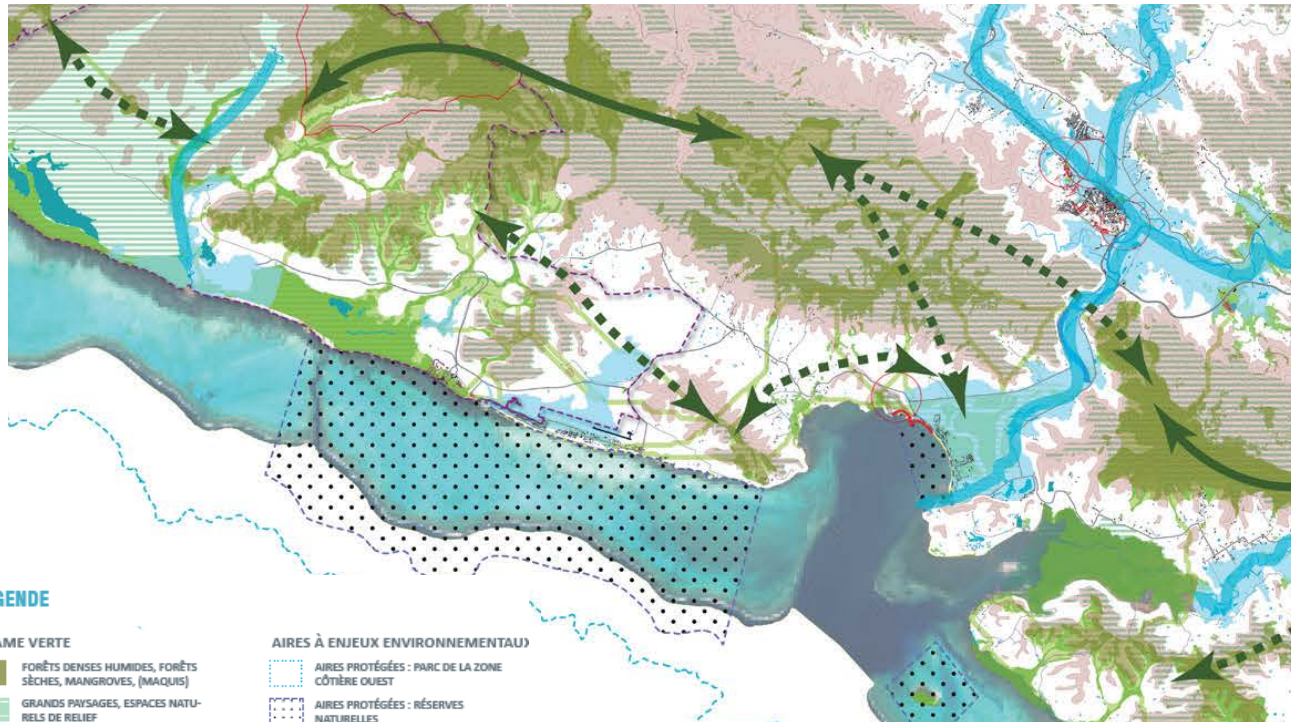 GENDE
AME VERTE
FORÊTS DENSES HUMIDES, FORÊTS
SÈCHES, MANGROVES, (MAQUIS)
GRANDS PAYSAGES, ESPACES NATU-
RELS DE RELIEF
AIRES À ENJEUX ENVIRONNEMENTAUX
AIRES PROTÉGÉES : PARC DE LA ZONE
CÔTIÈRE OUEST
AIRES PROTÉGÉES : RÉSERVES
NATURELLES